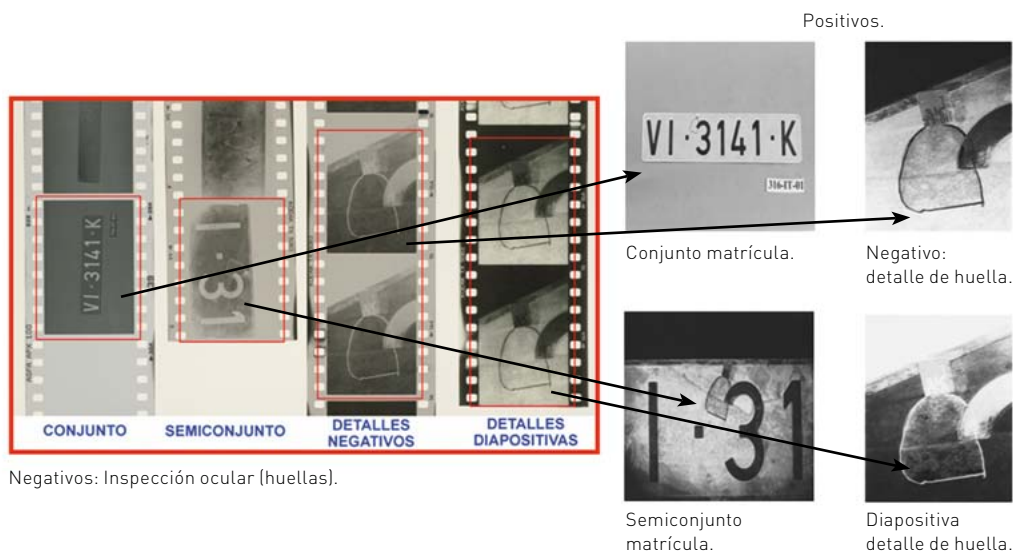 Positivos.
VI·3141·K
316-IT-01
Conjunto matrícula.
Negativo:
detalle de huella.
VI·3141·K
1·31
CONJUNTO
SEMICONJUNTO
DETALLES
NEGATIVOS
DETALLES
DIAPOSITIVAS
Negativos: Inspección ocular (huellas).
I·31
Semiconjunto
matrícula.
Diapositiva
detalle de huella.